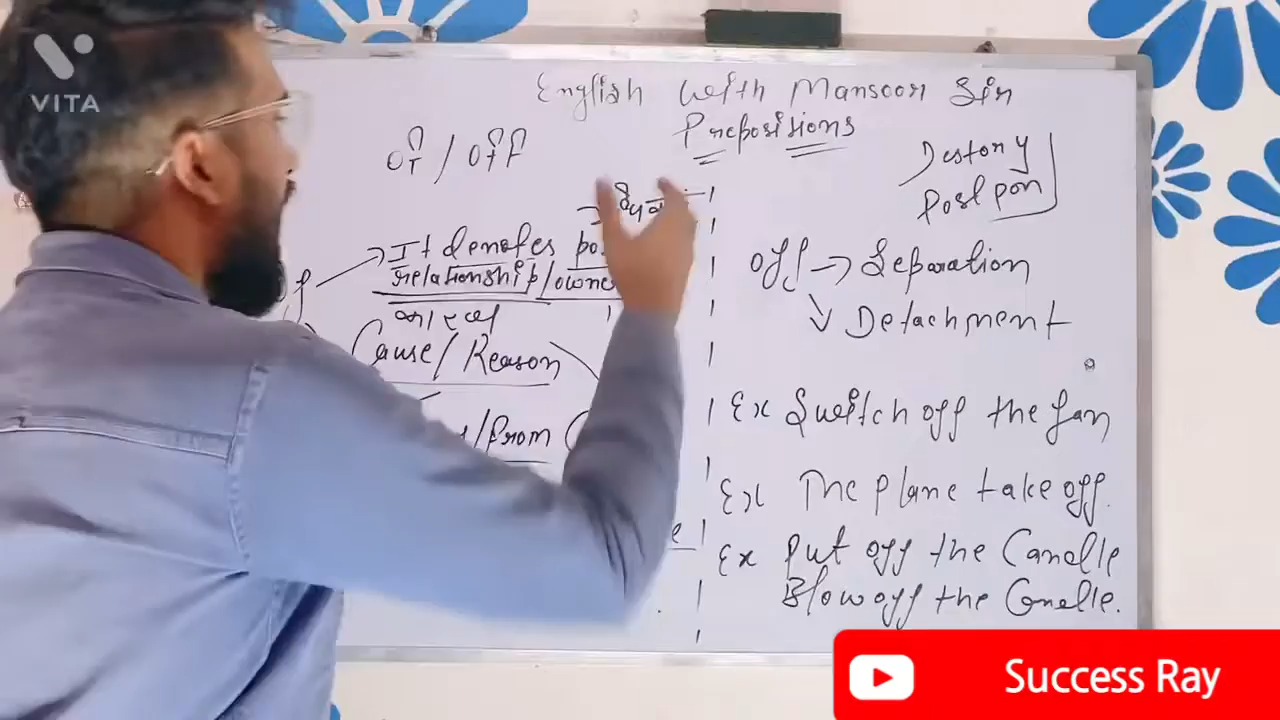 VITA
English with Mansoor Sir
Prepositions
of / off
Destory
Postpon
It denotes
relationship/owne
Cause/Reason
/from
off → Separation
Detachment
Ex Switch off the fan
Ex The plane take off.
Ex Put off the Candle
Blow off the Candle.
Success Ray